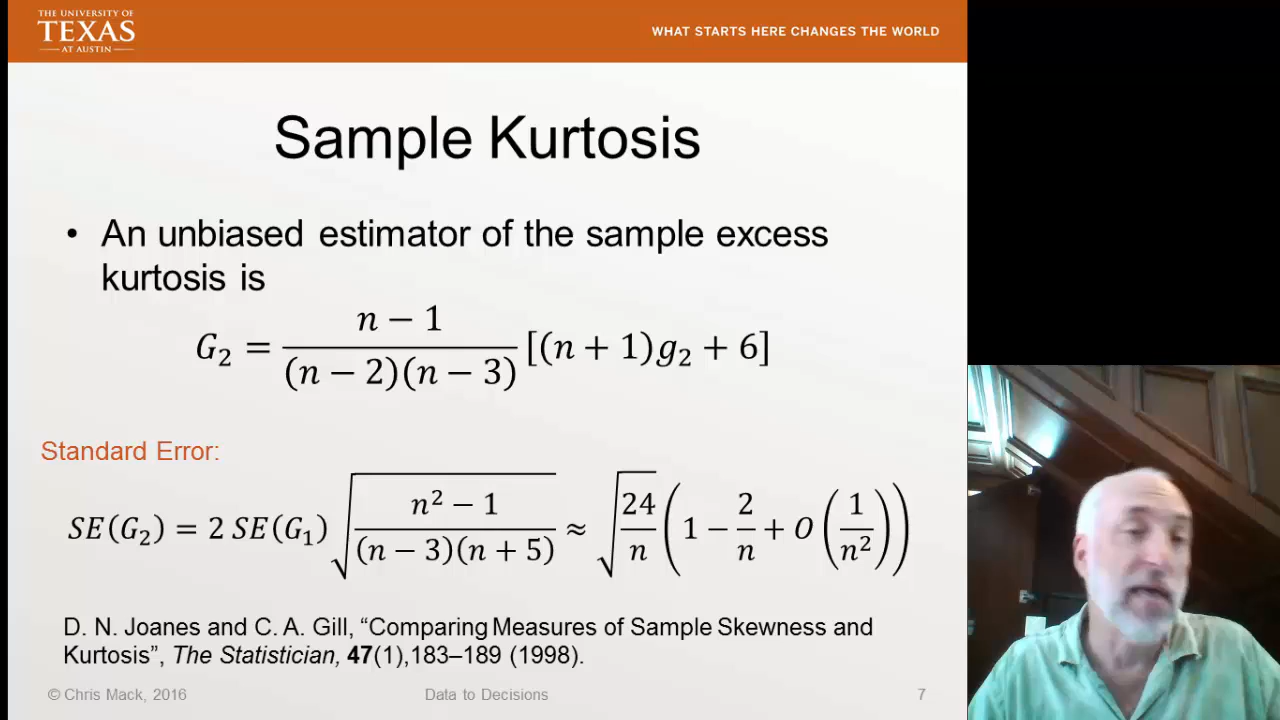 THE UNIVERSITY OF
TEXAS
AT AUSTIN
WHAT STARTS HERE CHANGES THE WORLD
Sample Kurtosis
• An unbiased estimator of the sample excess
kurtosis is
G₂ = (n − 1)/((n − 2)(n − 3)) [(n + 1)g₂ + 6]
Standard Error:
SE(G₂) = 2 SE(G₁) √((n² − 1)/((n − 3)(n + 5))) ≈ √(24/n) (1 − 2/n + O(1/n²))
D. N. Joanes and C. A. Gill, “Comparing Measures of Sample Skewness and
Kurtosis”, The Statistician, 47(1),183–189 (1998).
© Chris Mack, 2016
Data to Decisions
7